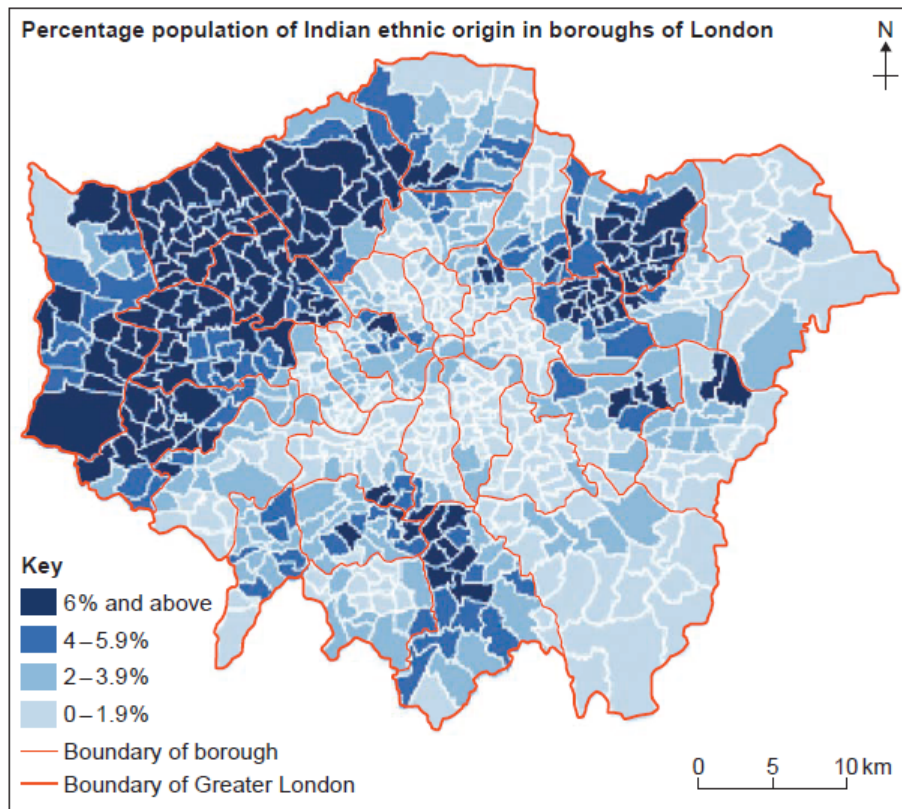 Percentage population of Indian ethnic origin in boroughs of London
N
Key
6% and above
4–5.9%
2–3.9%
0–1.9%
Boundary of borough
Boundary of Greater London
0 5 10 km